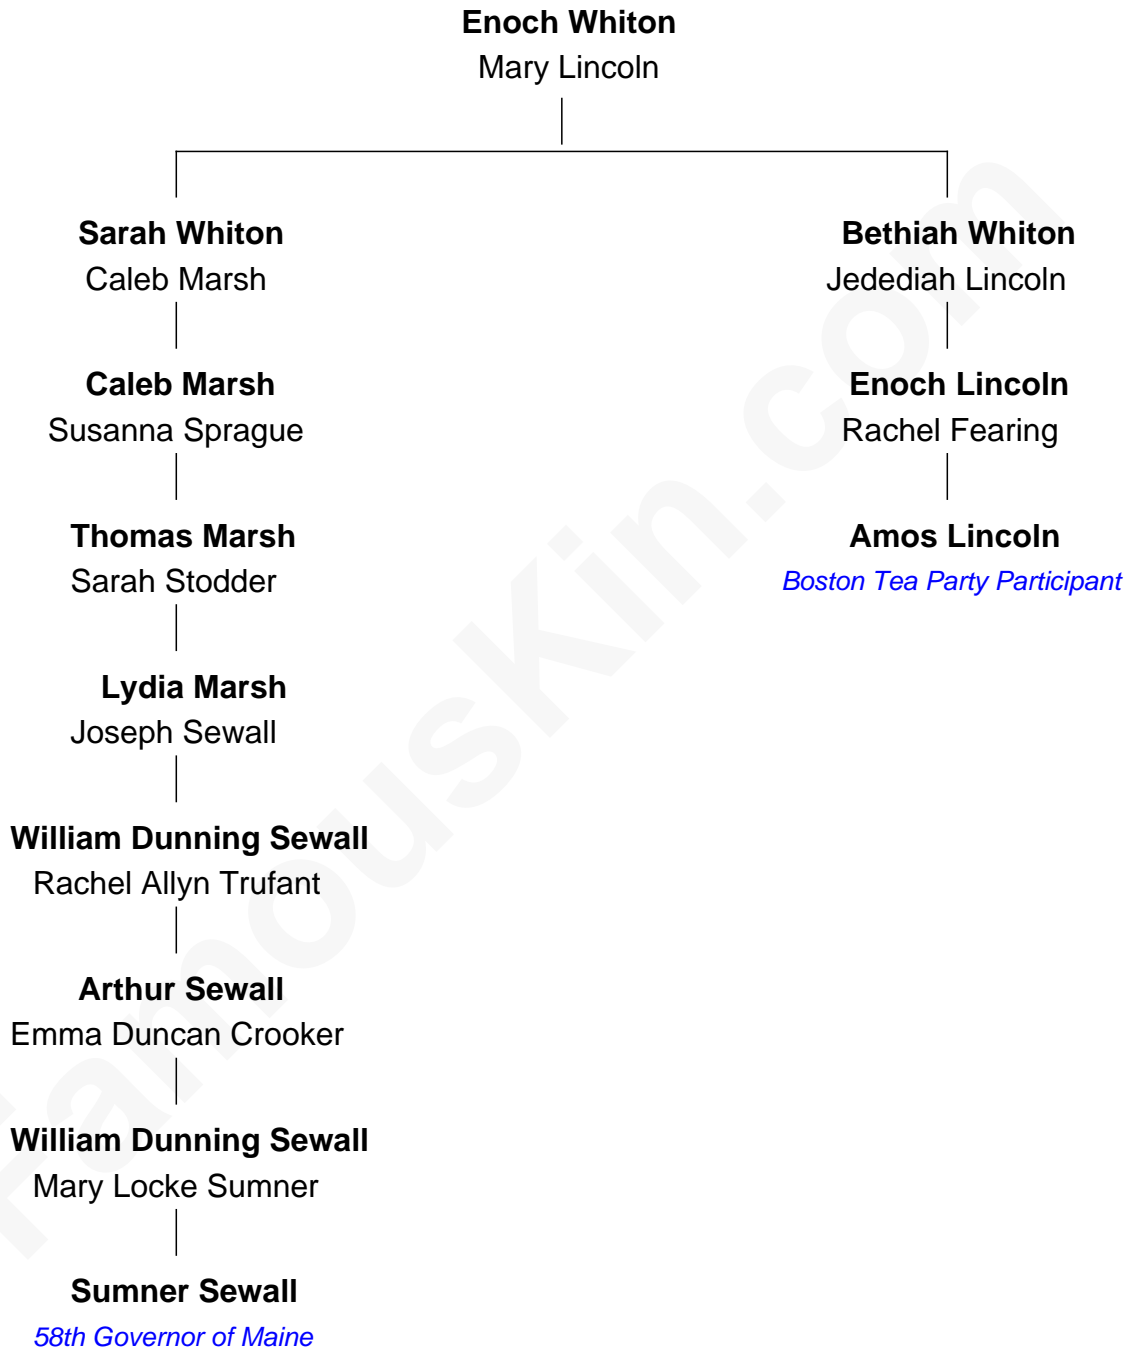 Enoch Whiton
Mary Lincoln
Sarah Whiton
Caleb Marsh
Bethiah Whiton
Jedediah Lincoln
Caleb Marsh
Susanna Sprague
Enoch Lincoln
Rachel Fearing
Thomas Marsh
Sarah Stodder
Amos Lincoln
Boston Tea Party Participant
Lydia Marsh
Joseph Sewall
William Dunning Sewall
Rachel Allyn Trufant
Arthur Sewall
Emma Duncan Crooker
William Dunning Sewall
Mary Locke Sumner
Sumner Sewall
58th Governor of Maine
FamousKin.com